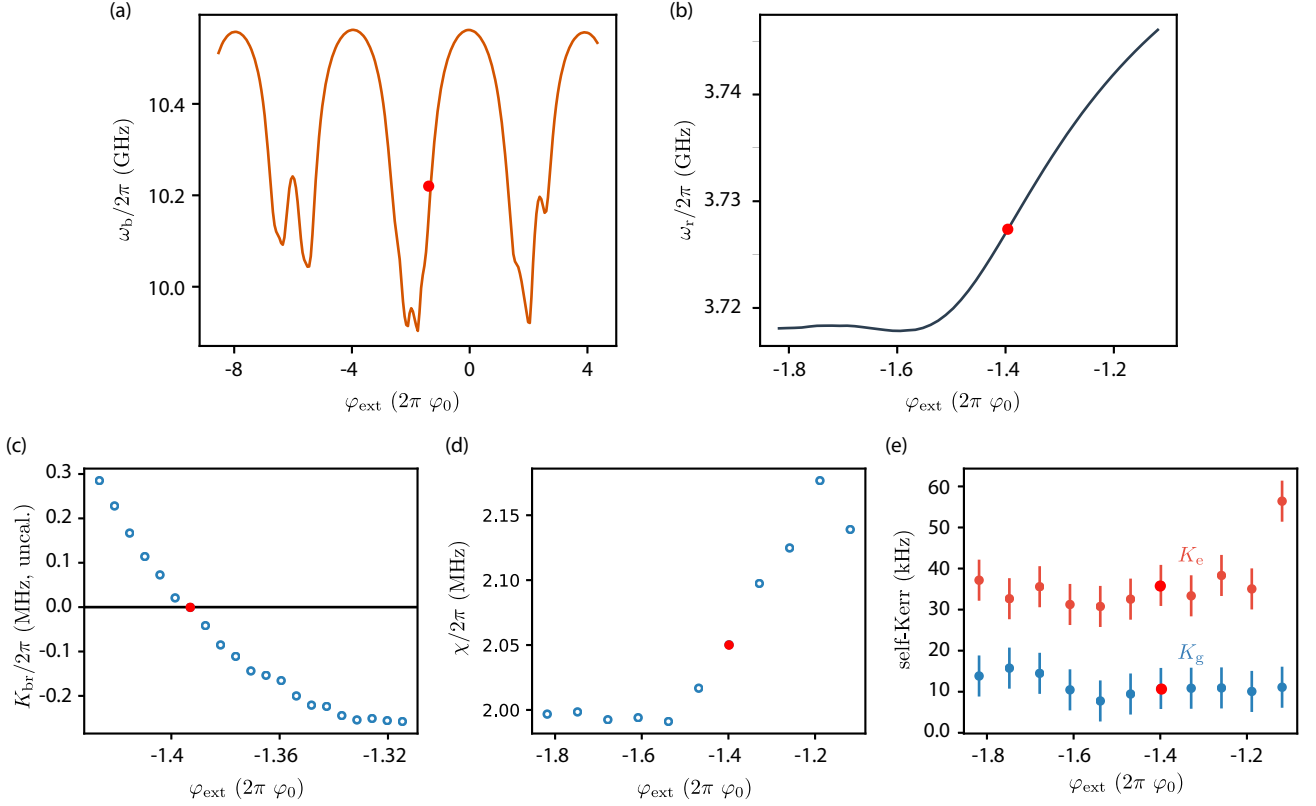 (a)
10.4
10.2
10.0
ω_b/2π (GHz)
-8
-4
0
4
φ_ext (2π φ_0)
(b)
3.74
3.73
3.72
ω_r/2π (GHz)
-1.8
-1.6
-1.4
-1.2
φ_ext (2π φ_0)
(c)
0.3
0.2
0.1
0.0
-0.1
-0.2
K_br/2π (MHz, uncal.)
-1.4
-1.36
-1.32
φ_ext (2π φ_0)
(d)
2.15
2.10
2.05
2.00
χ/2π (MHz)
-1.8
-1.6
-1.4
-1.2
φ_ext (2π φ_0)
(e)
60
50
40
30
20
10
0.0
self-Kerr (kHz)
K_e
K_g
-1.8
-1.6
-1.4
-1.2
φ_ext (2π φ_0)